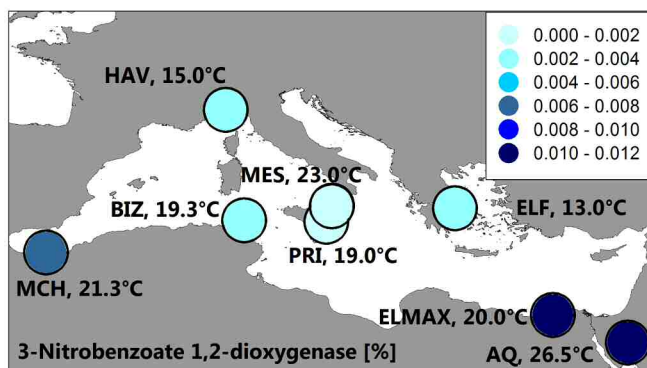 0.000 - 0.002
0.002 - 0.004
0.004 - 0.006
0.006 - 0.008
0.008 - 0.010
0.010 - 0.012
HAV, 15.0°C
MES, 23.0°C
BIZ, 19.3°C
ELF, 13.0°C
PRI, 19.0°C
MCH, 21.3°C
ELMAX, 20.0°C
3-Nitrobenzoate 1,2-dioxygenase [%]
AQ, 26.5°C